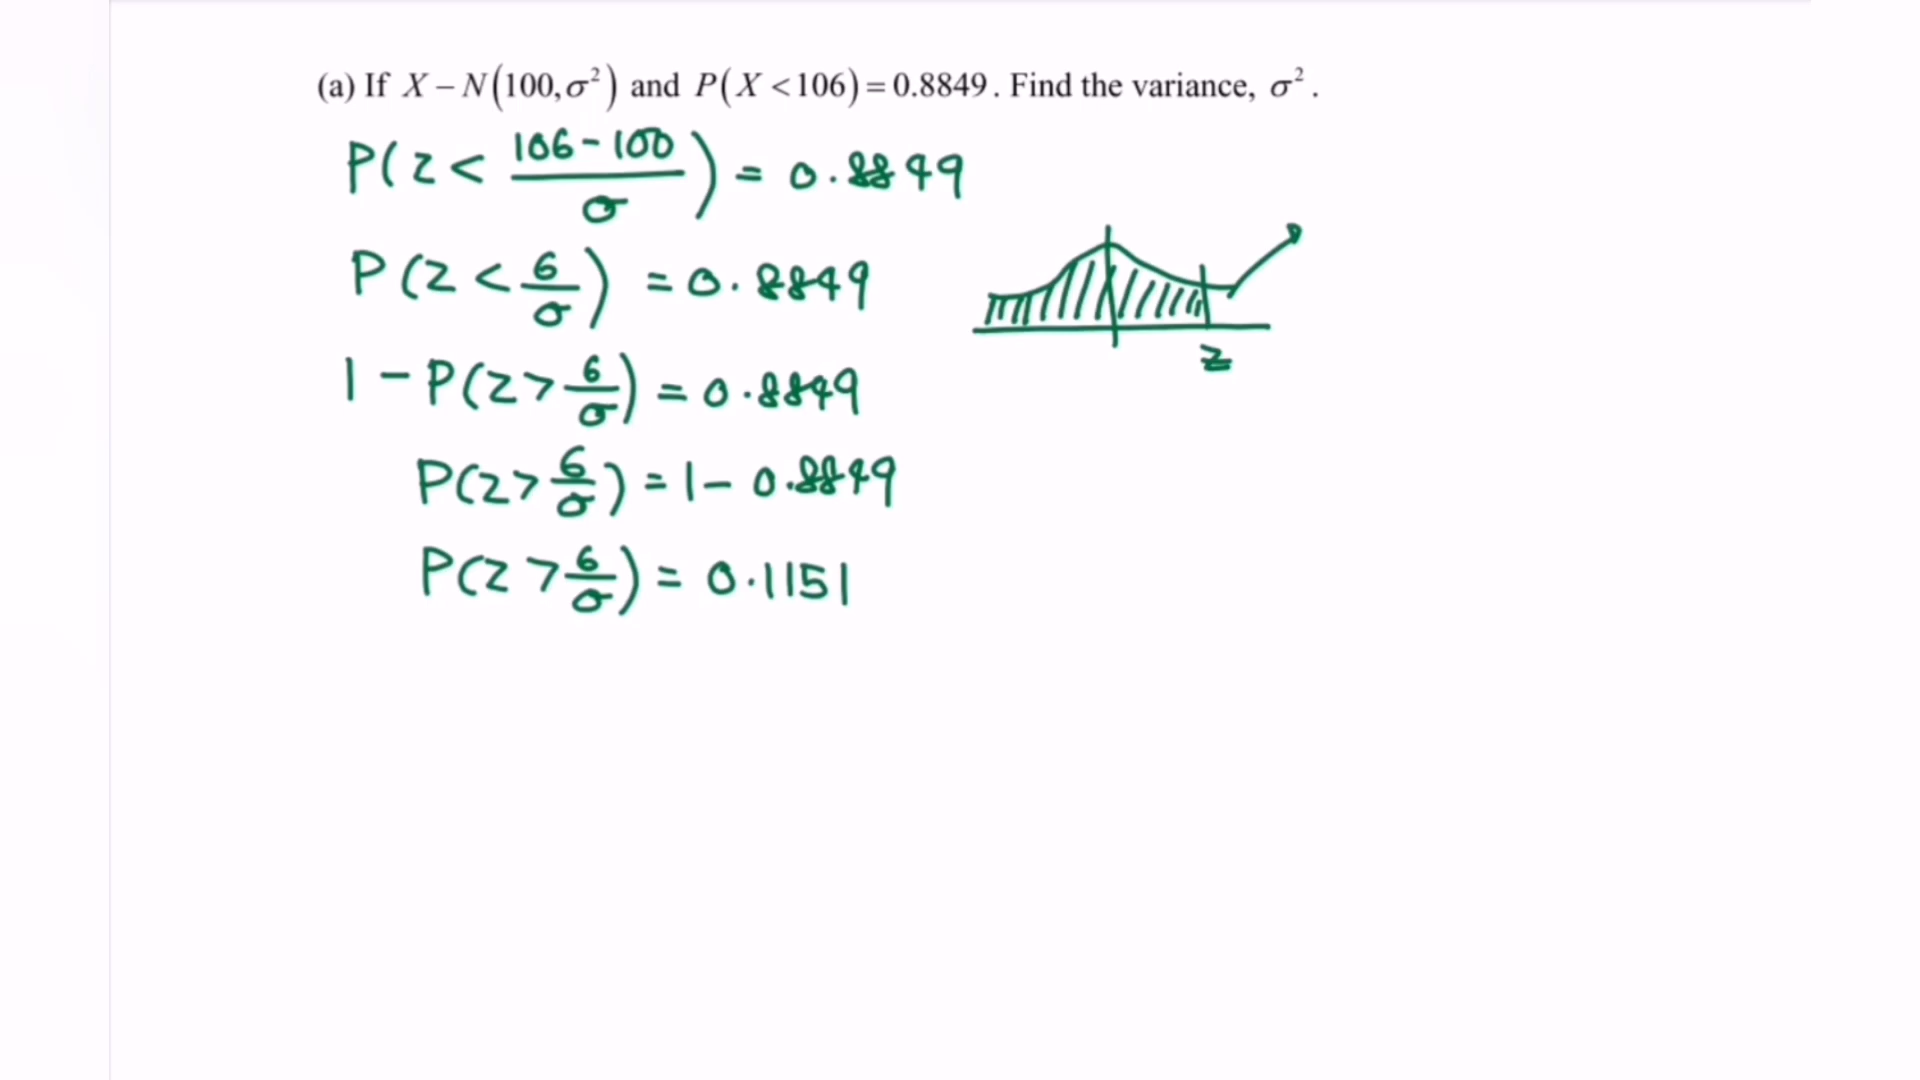 (a) If X – N(100, σ²) and P(X < 106) = 0.8849. Find the variance, σ².
P(Z < (106 - 100)/σ) = 0.8849
P(Z < 6/σ) = 0.8849
1 - P(Z > 6/σ) = 0.8849
P(Z > 6/σ) = 1 - 0.8849
P(Z > 6/σ) = 0.1151
Z